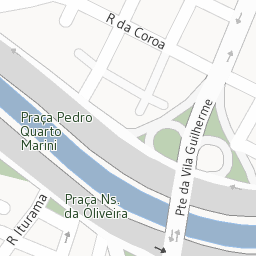 R da Coroa
Praça Pedro
Quarto
Marini
Pte da Vila Guilherme
Praça Ns.
da Oliveira
R Iturama